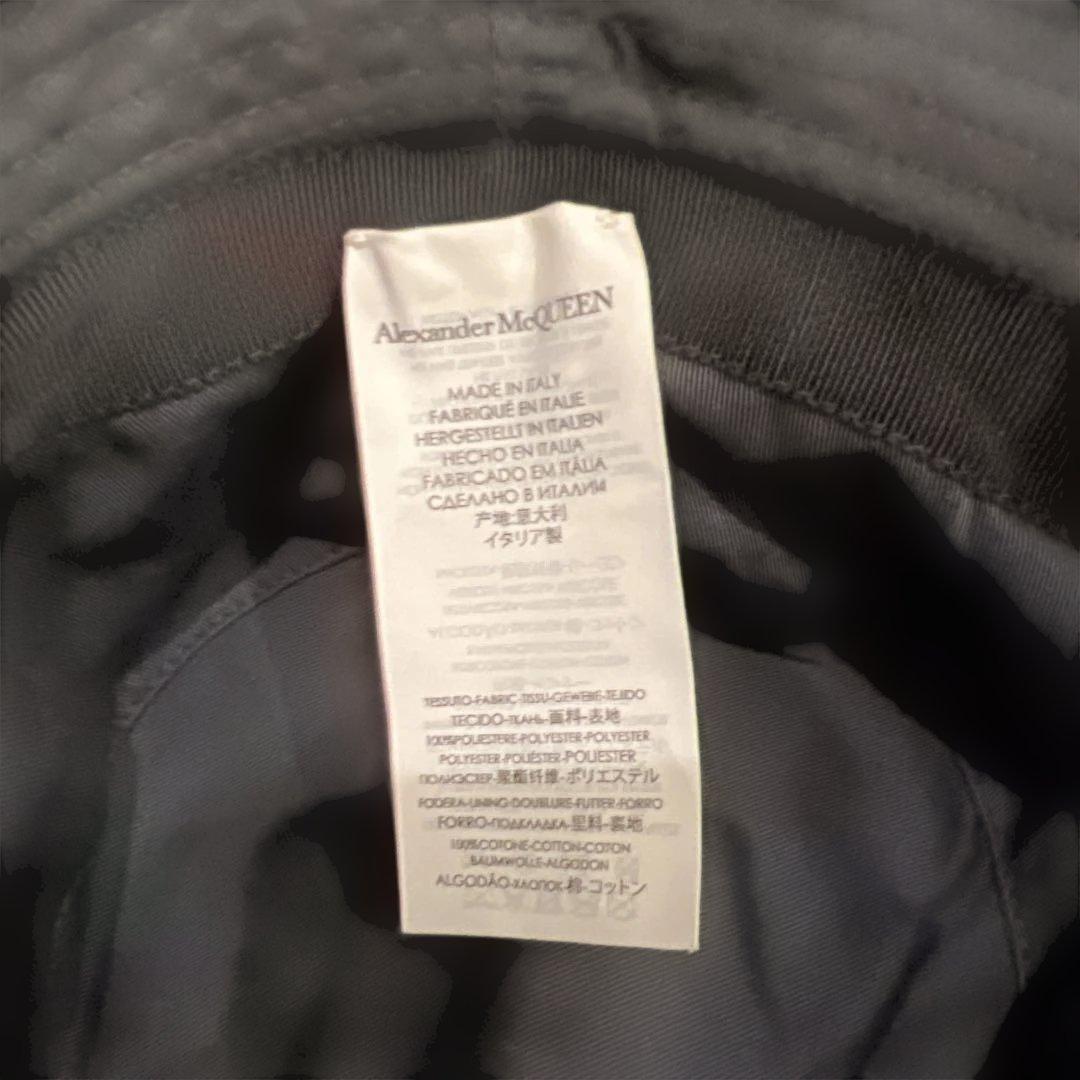 Alexander McQUEEN
MADE IN ITALY
FABRIQUÉ EN ITALIE
HERGESTELLT IN ITALIEN
HECHO EN ITALIA
FABRICADO EM ITÁLIA
СДЕЛАНО В ИТАЛИИ
产地:意大利
イタリア製
TESSUTO-FABRIC-TISSU-GEWEBE-TEJIDO
TECIDO-ТКАНЬ-面料-表地
100%POLIESTERE-POLYESTER-POLYESTER
POLYESTER-POLIÉSTER-POLIESTER
ПОЛИЭСТЕР-聚酯纤维-ポリエステル
FODERA-LINING-DOUBLURE-FUTTER-FORRO
FORRO-ПОДКЛАДКА-里料-裏地
100%COTONE-COTTON-COTON
BAUMWOLLE-ALGODON
ALGODÃO-ХЛОПОК-棉-コットン